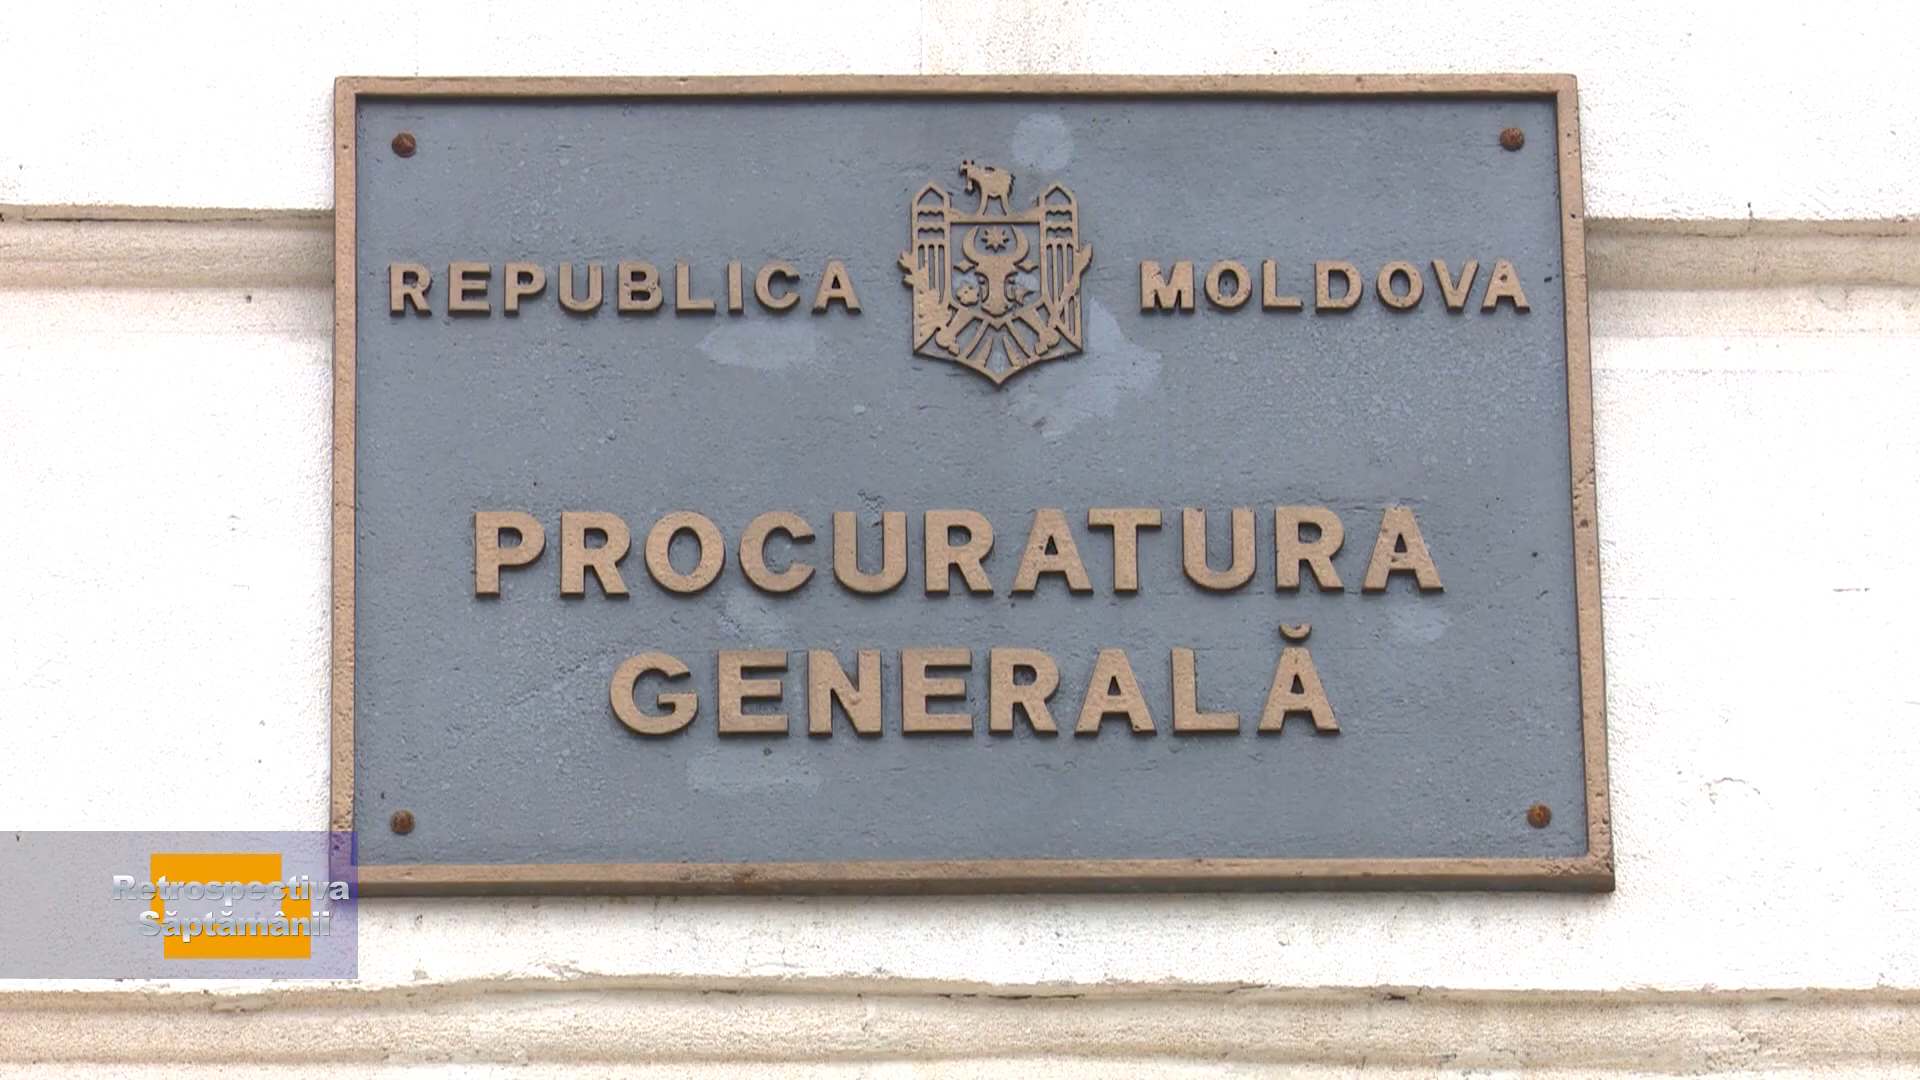 REPUBLICA MOLDOVA
PROCURATURA
GENERALĂ
Retrospectiva
Săptămânii